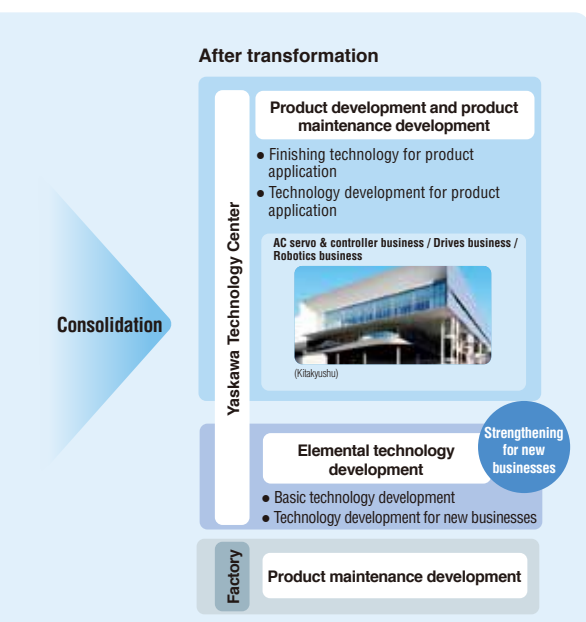 After transformation
Product development and product
maintenance development
● Finishing technology for product
application
● Technology development for product
application
AC servo & controller business / Drives business /
Robotics business
(Kitakyushu)
Yaskawa Technology Center
Consolidation
Strengthening
for new
businesses
Elemental technology
development
● Basic technology development
● Technology development for new businesses
Factory
Product maintenance development